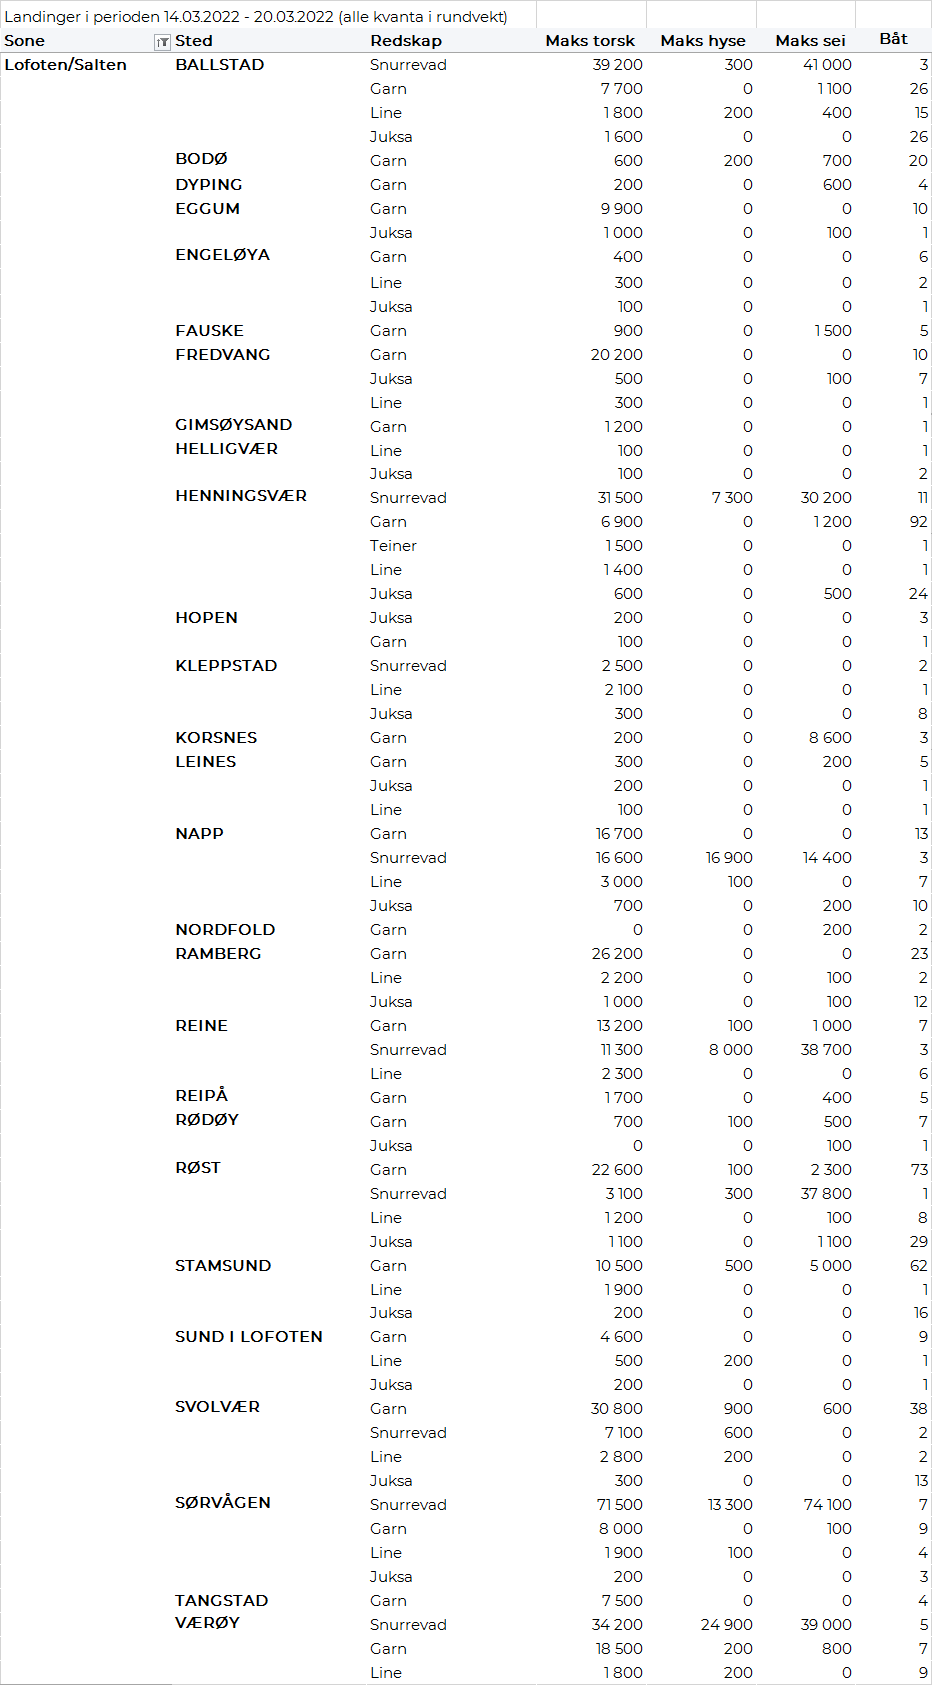 Landinger i perioden 14.03.2022 - 20.03.2022 (alle kvanta i rundvekt)
Sone Sted Redskap Maks torsk Maks hyse Maks sei Båt
Lofoten/Salten BALLSTAD Snurrevad 39 200 300 41 000 3
Garn 7 700 0 1 100 26
Line 1 800 200 400 15
Juksa 1 600 0 0 26
BODØ Garn 600 200 700 20
DYPING Garn 200 0 600 4
EGGUM Garn 9 900 0 0 10
Juksa 1 000 0 100 1
ENGELØYA Garn 400 0 0 6
Line 300 0 0 2
Juksa 100 0 0 1
FAUSKE Garn 900 0 1 500 5
FREDVANG Garn 20 200 0 0 10
Juksa 500 0 100 7
Line 300 0 0 1
GIMSØYSAND Garn 1 200 0 0 1
HELLIGVÆR Line 100 0 0 1
Juksa 100 0 0 2
HENNINGSVÆR Snurrevad 31 500 7 300 30 200 11
Garn 6 900 0 1 200 92
Teiner 1 500 0 0 1
Line 1 400 0 0 1
Juksa 600 0 500 24
HOPEN Juksa 200 0 0 3
Garn 100 0 0 1
KLEPPSTAD Snurrevad 2 500 0 0 2
Line 2 100 0 0 1
Juksa 300 0 0 8
KORSNES Garn 200 0 8 600 3
LEINES Garn 300 0 200 5
Juksa 200 0 0 1
Line 100 0 0 1
NAPP Garn 16 700 0 0 13
Snurrevad 16 600 16 900 14 400 3
Line 3 000 100 0 7
Juksa 700 0 200 10
NORDFOLD Garn 0 0 200 2
RAMBERG Garn 26 200 0 0 23
Line 2 200 0 100 2
Juksa 1 000 0 100 12
REINE Garn 13 200 100 1 000 7
Snurrevad 11 300 8 000 38 700 3
Line 2 300 0 0 6
REIPÅ Garn 1 700 0 400 5
RØDØY Garn 700 100 500 7
Juksa 0 0 100 1
RØST Garn 22 600 100 2 300 73
Snurrevad 3 100 300 37 800 1
Line 1 200 0 100 8
Juksa 1 100 0 1 100 29
STAMSUND Garn 10 500 500 5 000 62
Line 1 900 0 0 1
Juksa 200 0 0 16
SUND I LOFOTEN Garn 4 600 0 0 9
Line 500 200 0 1
Juksa 200 0 0 1
SVOLVÆR Garn 30 800 900 600 38
Snurrevad 7 100 600 0 2
Line 2 800 200 0 2
Juksa 300 0 0 13
SØRVÅGEN Snurrevad 71 500 13 300 74 100 7
Garn 8 000 0 100 9
Line 1 900 100 0 4
Juksa 200 0 0 3
TANGSTAD Garn 7 500 0 0 4
VÆRØY Snurrevad 34 200 24 900 39 000 5
Garn 18 500 200 800 7
Line 1 800 200 0 9